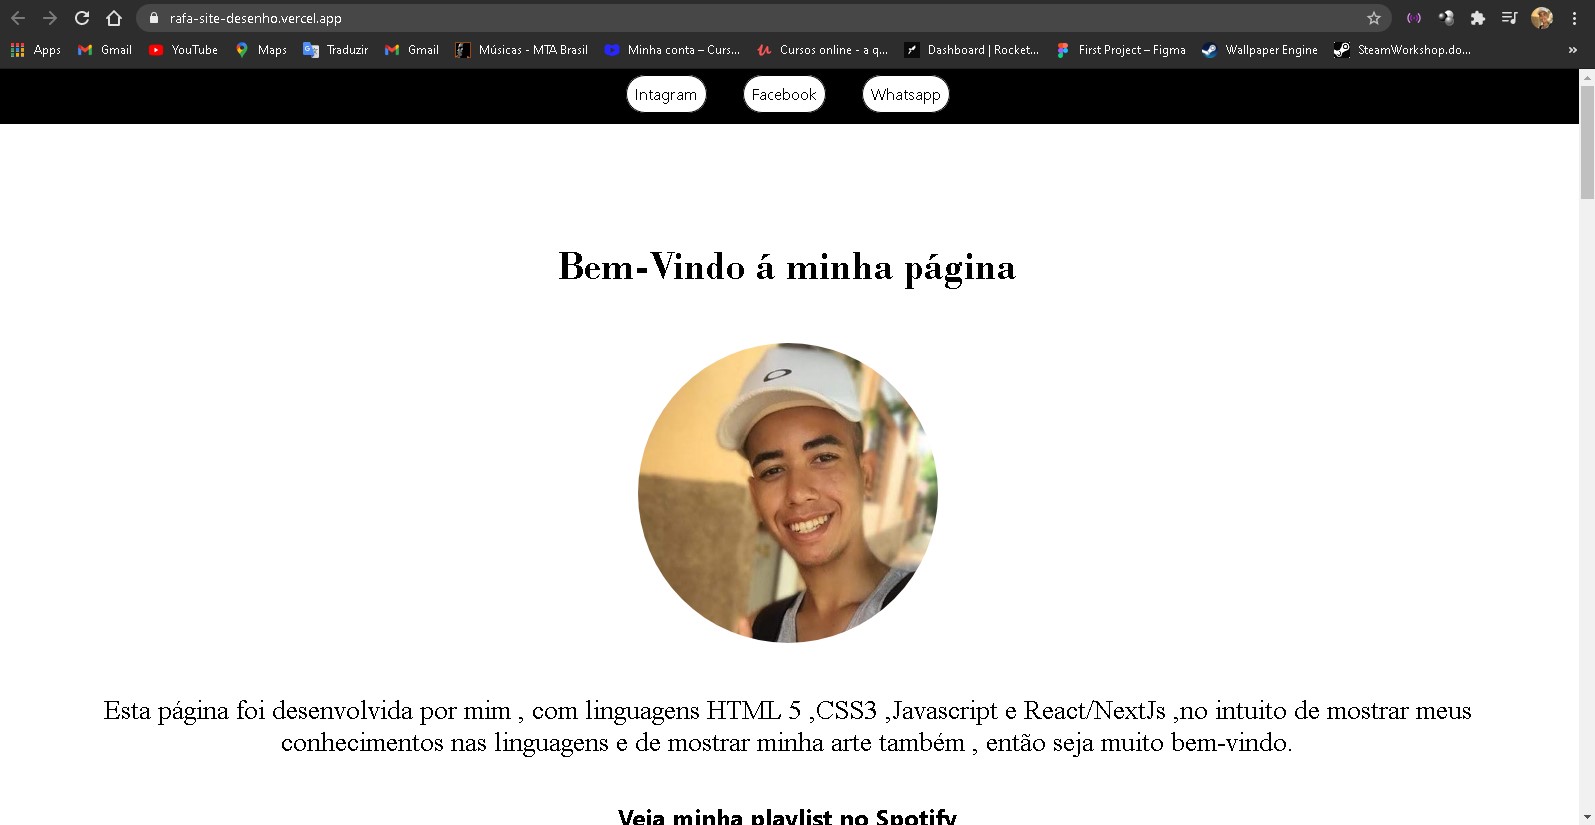 rafa-site-desenho.vercel.app
Apps Gmail YouTube Maps Traduzir Gmail Músicas - MTA Brasil Minha conta – Curs... Cursos online - a q... Dashboard | Rocket... First Project – Figma Wallpaper Engine SteamWorkshop.do... »
Intagram Facebook Whatsapp
Bem-Vindo á minha página
Esta página foi desenvolvida por mim , com linguagens HTML 5 ,CSS3 ,Javascript e React/NextJs ,no intuito de mostrar meus
conhecimentos nas linguagens e de mostrar minha arte também , então seja muito bem-vindo.
Veja minha playlist no Spotify